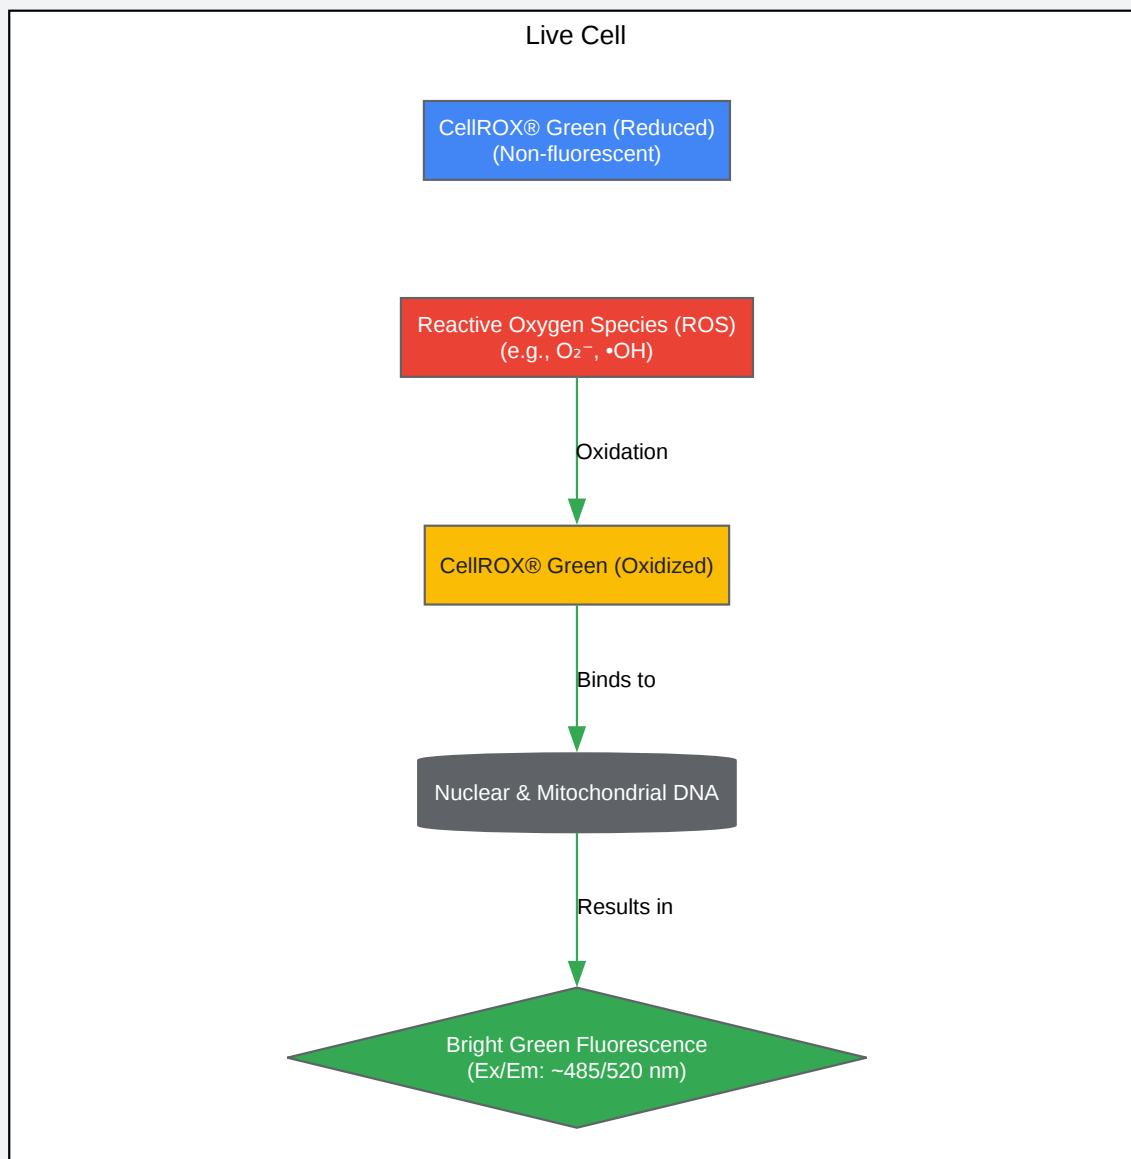 Live Cell
CellROX® Green (Reduced)
(Non-fluorescent)
Reactive Oxygen Species (ROS)
(e.g., O₂⁻, •OH)
Oxidation
CellROX® Green (Oxidized)
Binds to
Nuclear & Mitochondrial DNA
Results in
Bright Green Fluorescence
(Ex/Em: ~485/520 nm)